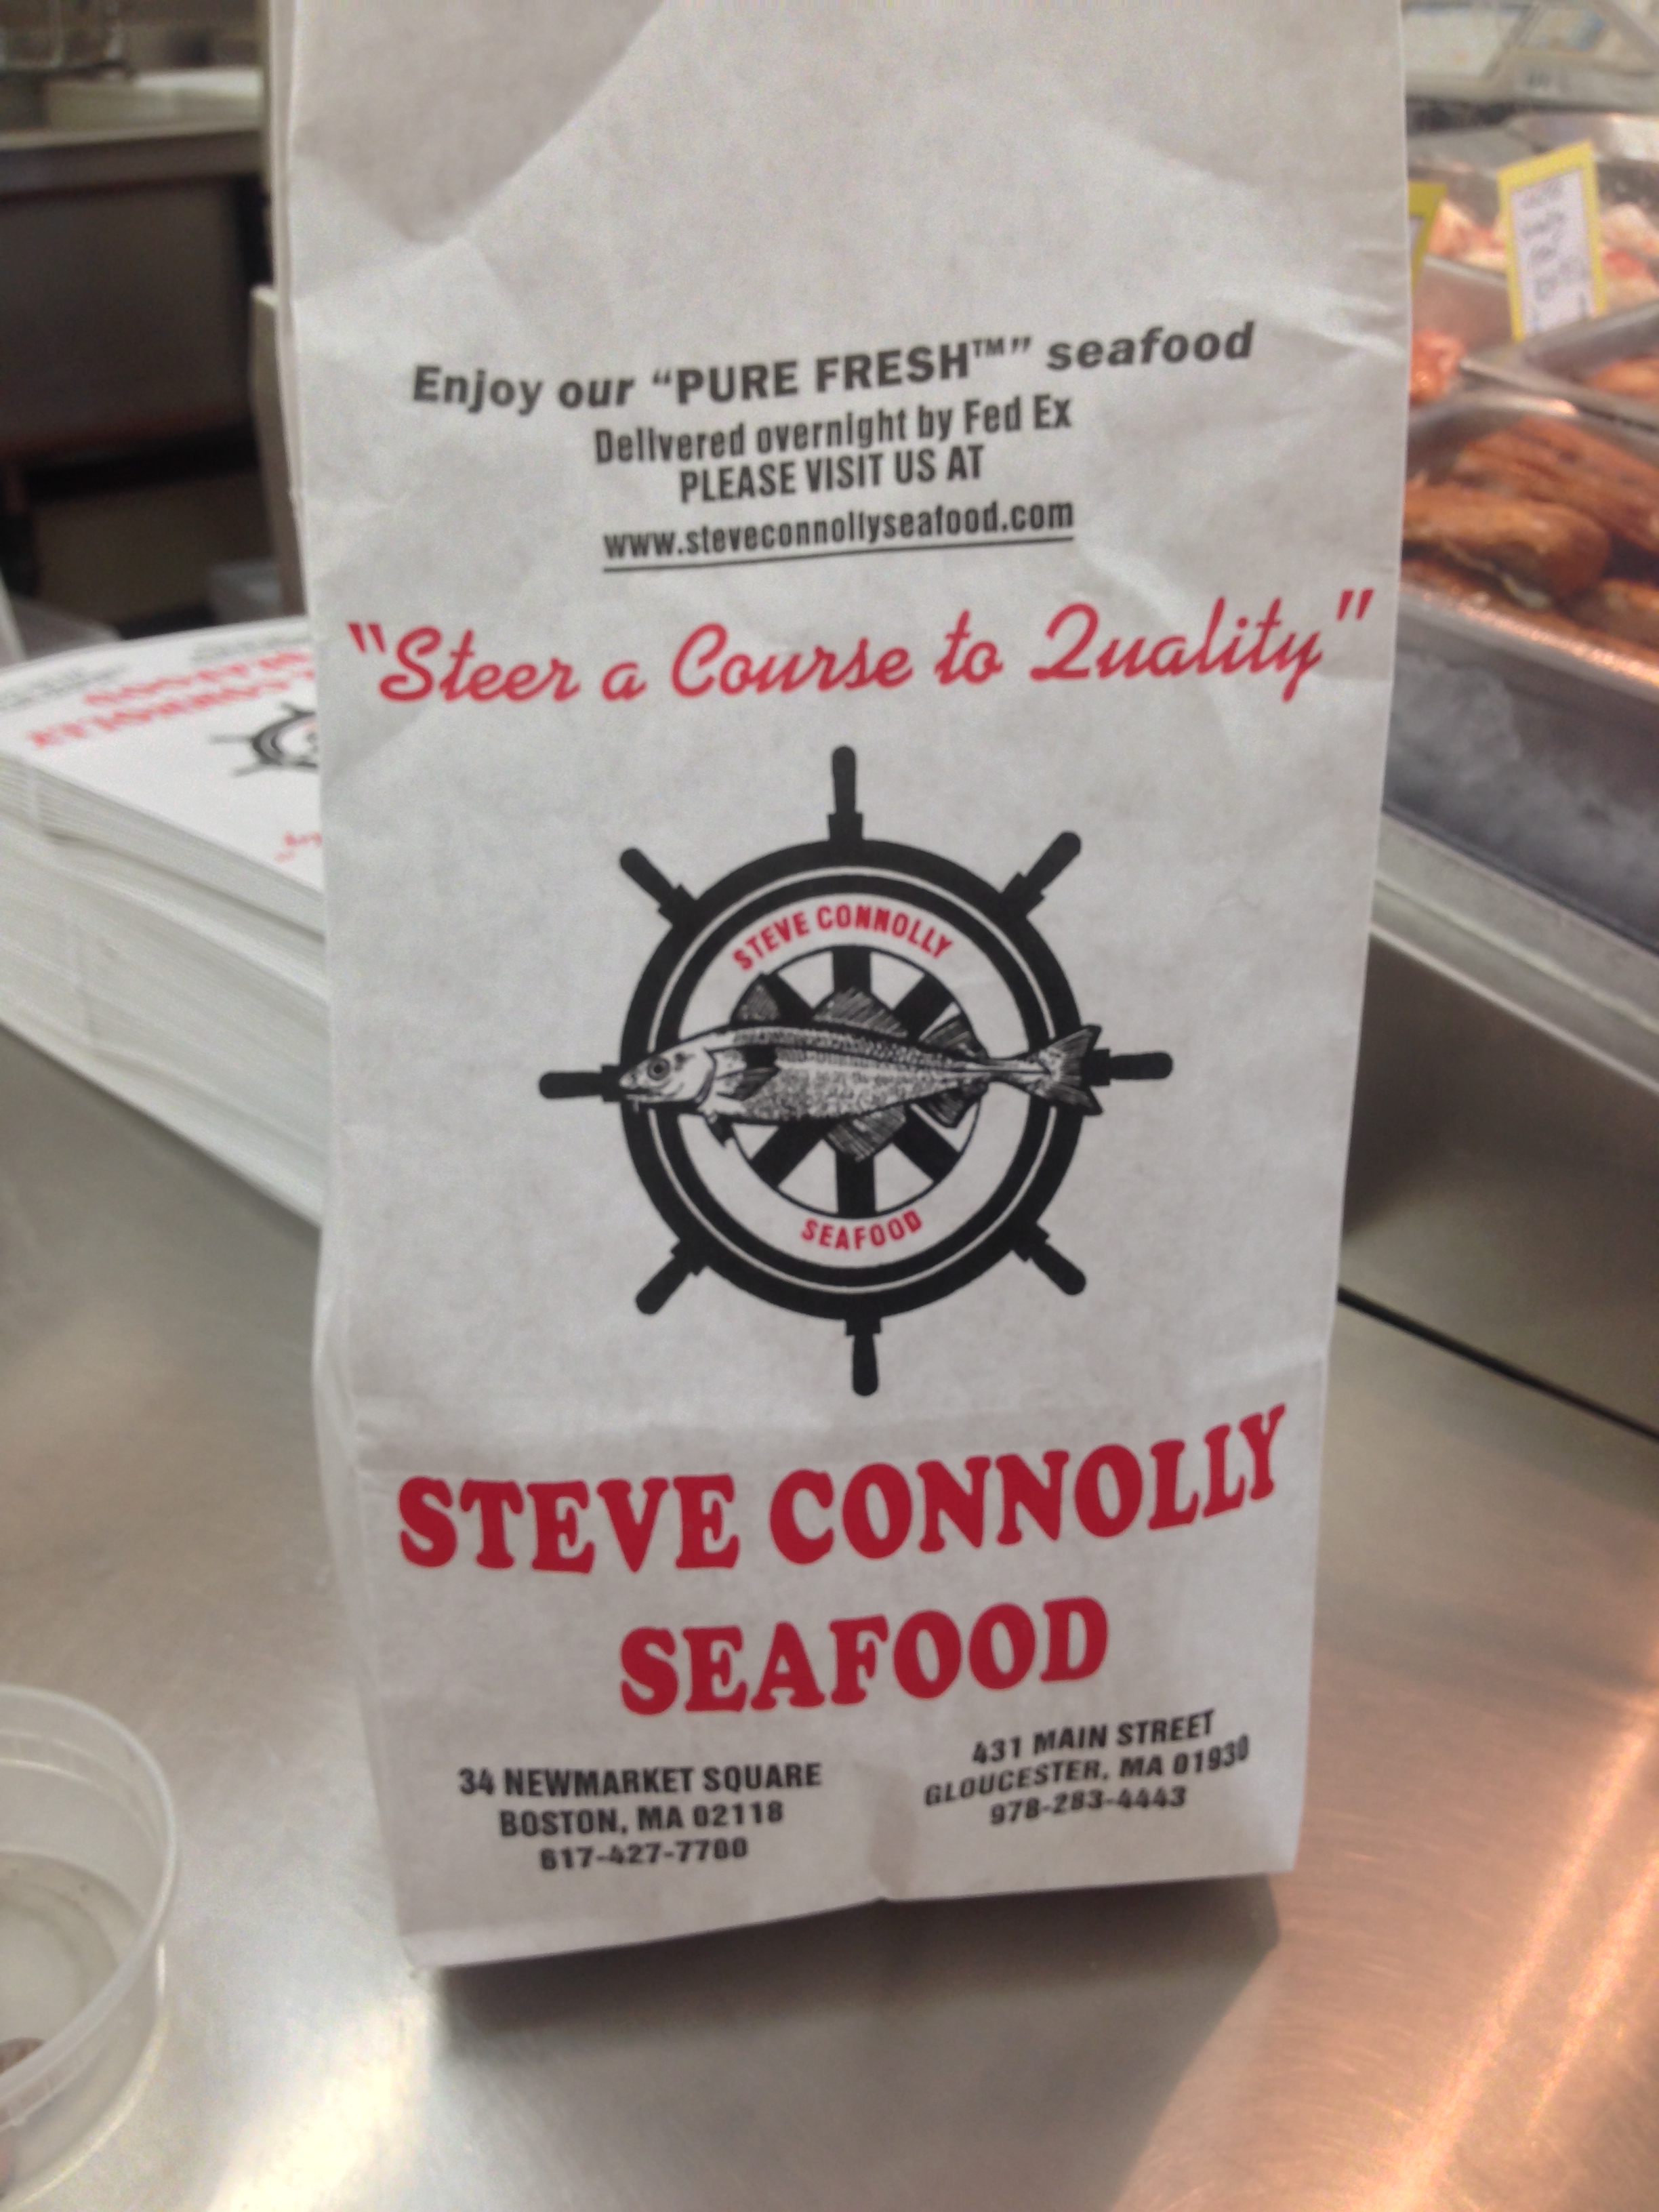 Enjoy our “PURE FRESH™” seafood
Delivered overnight by Fed Ex
PLEASE VISIT US AT
www.steveconnollyseafood.com
"Steer a Course to Quality"
STEVE CONNOLLY
SEAFOOD
STEVE CONNOLLY
SEAFOOD
34 NEWMARKET SQUARE
BOSTON, MA 02118
617-427-7700
431 MAIN STREET
GLOUCESTER, MA 01930
978-283-4443